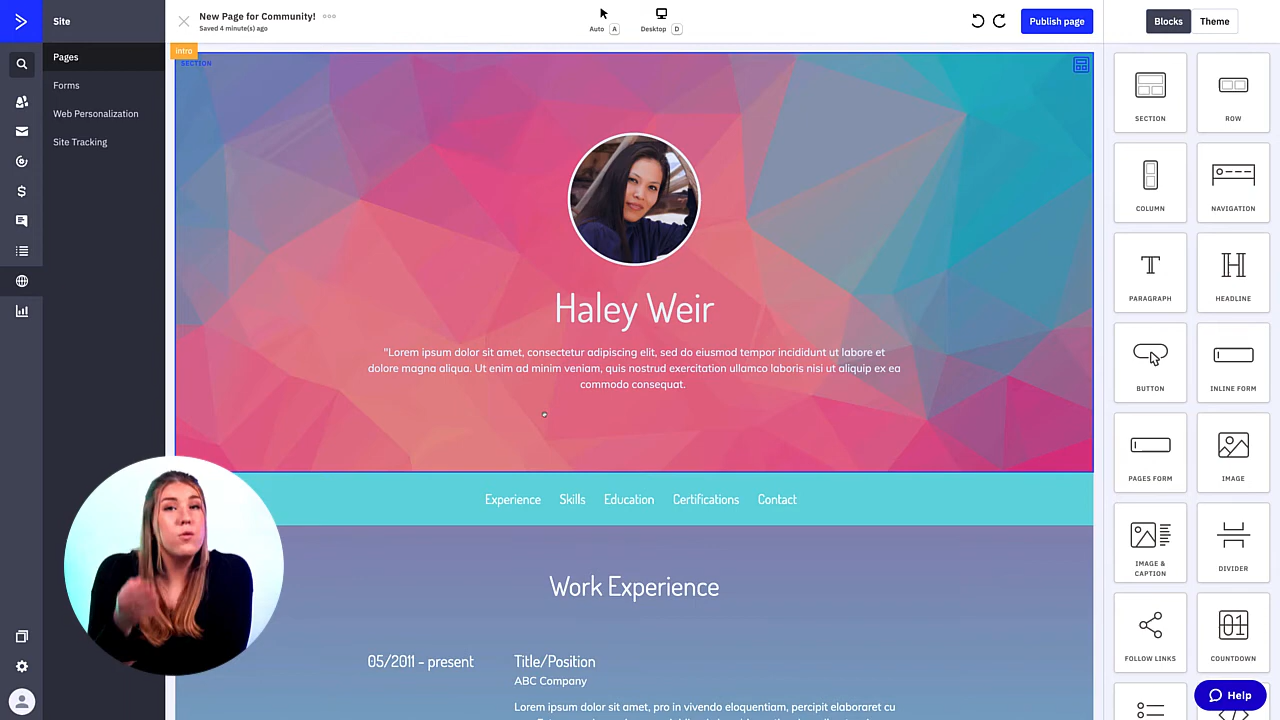 Site
New Page for Community!
Saved 4 minute(s) ago
Auto A
Desktop D
Publish page
Blocks
Theme
Pages
Forms
Web Personalization
Site Tracking
Intro
SECTION
Haley Weir
"Lorem ipsum dolor sit amet, consectetur adipiscing elit, sed do eiusmod tempor incididunt ut labore et
dolore magna aliqua. Ut enim ad minim veniam, quis nostrud exercitation ullamco laboris nisi ut aliquip ex ea
commodo consequat.
Experience Skills Education Certifications Contact
Work Experience
05/2011 - present
Title/Position
ABC Company
Lorem ipsum dolor sit amet, pro in vivendo eloquentiam, percipit elaboraret cu
SECTION
ROW
COLUMN
NAVIGATION
PARAGRAPH
HEADLINE
BUTTON
INLINE FORM
PAGES FORM
IMAGE
IMAGE &
CAPTION
DIVIDER
FOLLOW LINKS
01
COUNTDOWN
Help